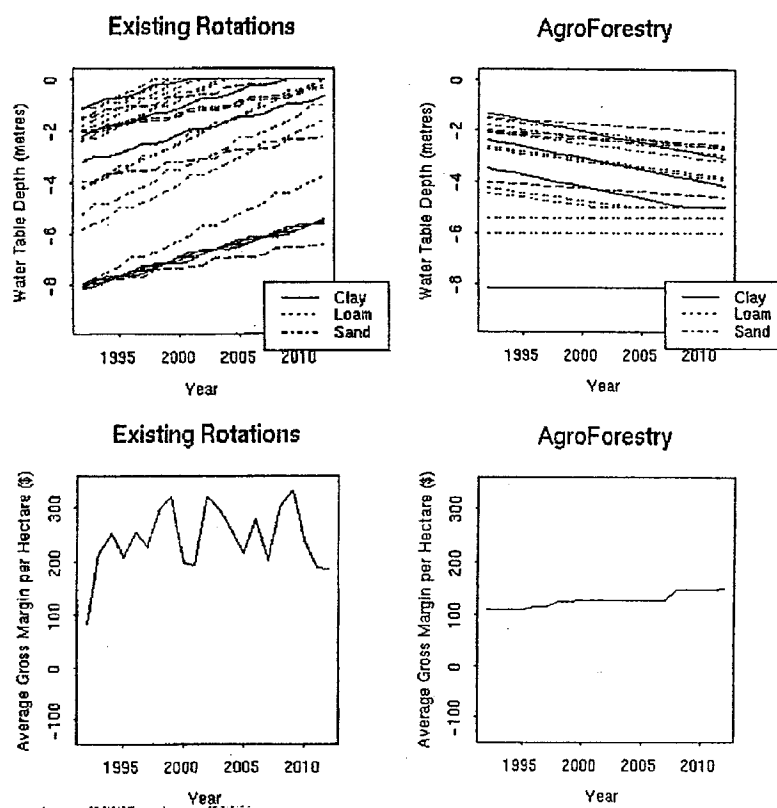 Existing Rotations
AgroForestry
Water Table Depth (metres)
0
-2
-4
-6
-8
Clay
Loam
Sand
1995
2000
2005
2010
Year
Water Table Depth (metres)
0
-2
-4
-6
-8
Clay
Loam
Sand
1995
2000
2005
2010
Year
Existing Rotations
AgroForestry
Average Gross Margin per Hectare ($)
300
200
100
0
-100
1995
2000
2005
2010
Year
Average Gross Margin per Hectare ($)
300
200
100
0
-100
1995
2000
2005
2010
Year